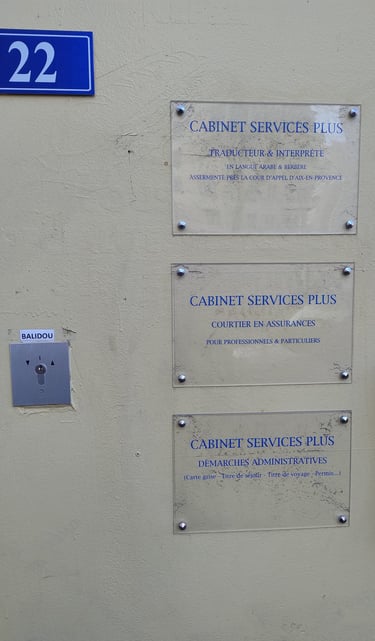 22
CABINET SERVICES PLUS
TRADUCTEUR & INTERPRÈTE
EN LANGUE ARABE & BERBÈRE
ASSERMENTÉ PRÈS LA COUR D'APPEL D'AIX-EN-PROVENCE
CABINET SERVICES PLUS
COURTIER EN ASSURANCES
POUR PROFESSIONNELS & PARTICULIERS
BALIDOU
CABINET SERVICES PLUS
DÉMARCHES ADMINISTRATIVES
(Carte grise - Titre de séjour - Titre de voyage - Permis...)